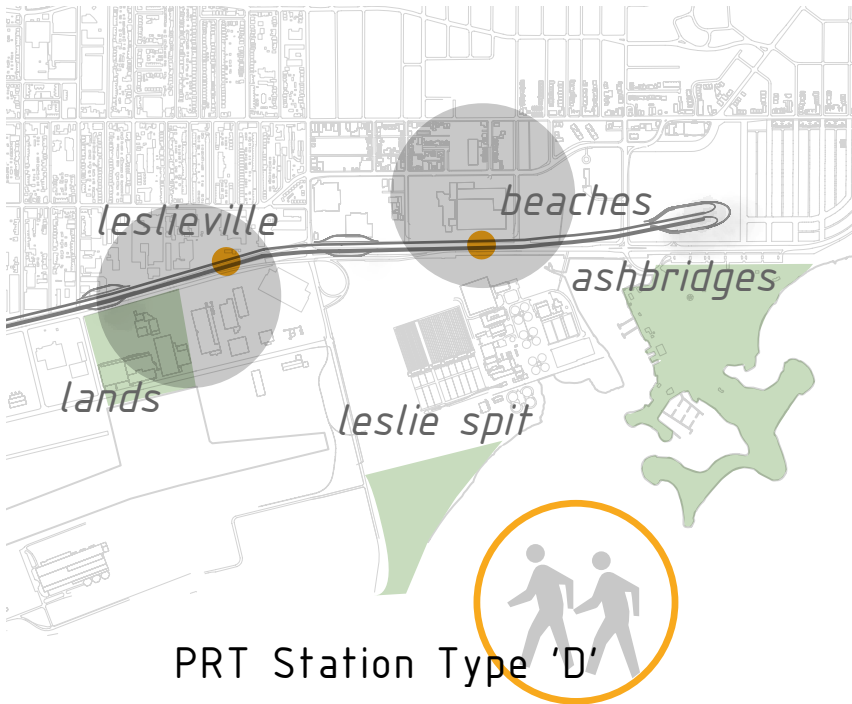 beaches
leslieville
ashbridges
lands
leslie spit
PRT Station Type 'D'